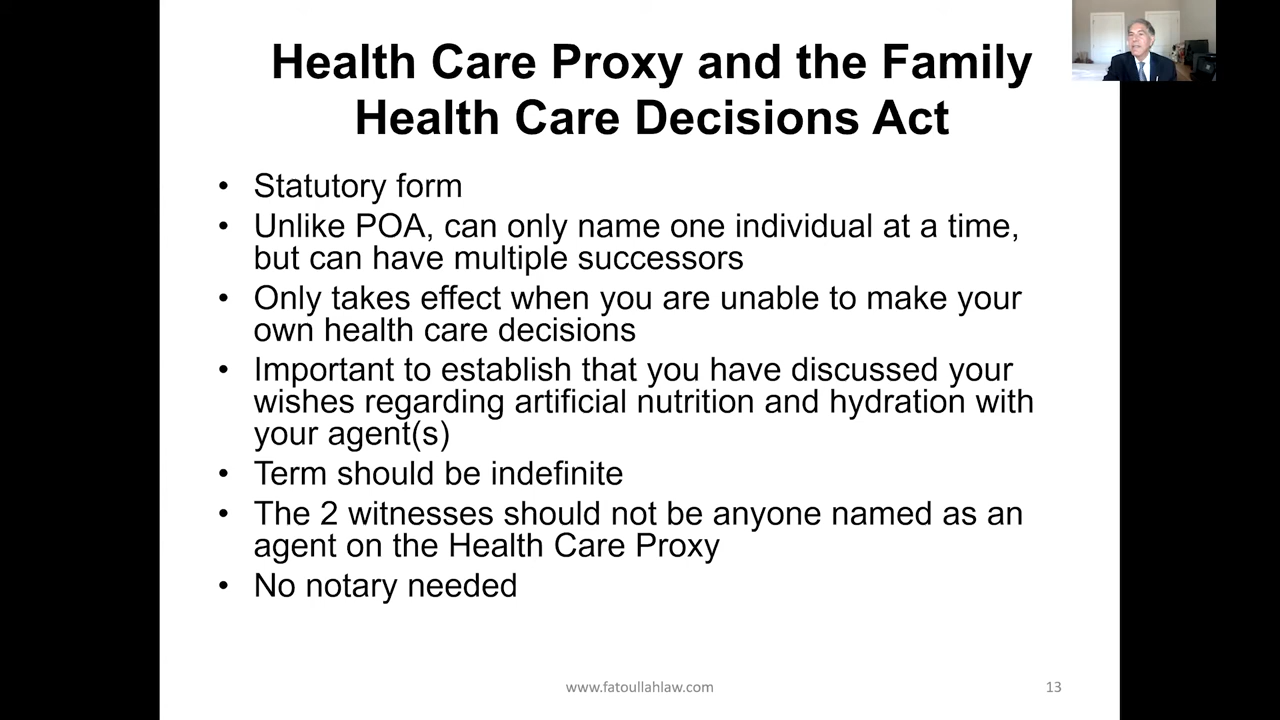 Health Care Proxy and the Family
Health Care Decisions Act
• Statutory form
• Unlike POA, can only name one individual at a time,
but can have multiple successors
• Only takes effect when you are unable to make your
own health care decisions
• Important to establish that you have discussed your
wishes regarding artificial nutrition and hydration with
your agent(s)
• Term should be indefinite
• The 2 witnesses should not be anyone named as an
agent on the Health Care Proxy
• No notary needed
www.fatoullahlaw.com
13